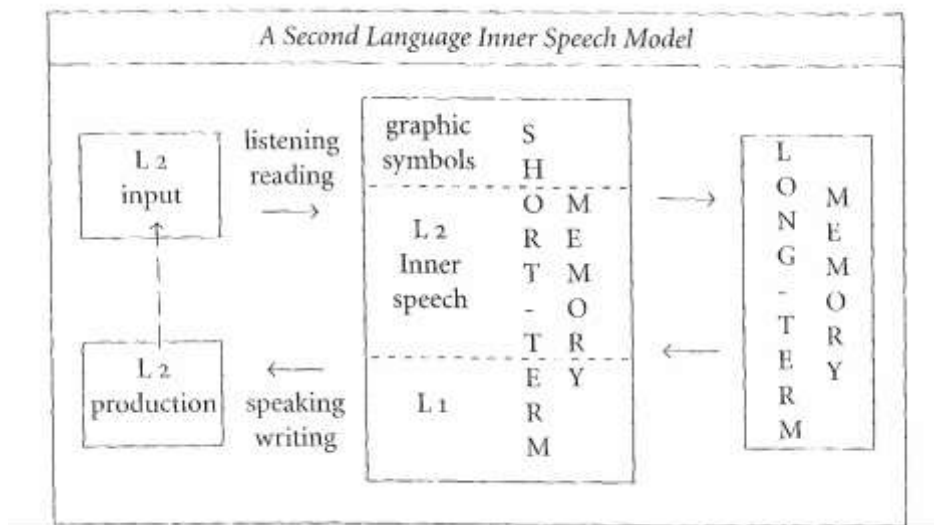 A Second Language Inner Speech Model
L 2
input
listening
reading
graphic
symbols
L 2
Inner
speech
L 1
SHORT-TERM
MEMORY
LONG-TERM
MEMORY
L 2
production
speaking
writing